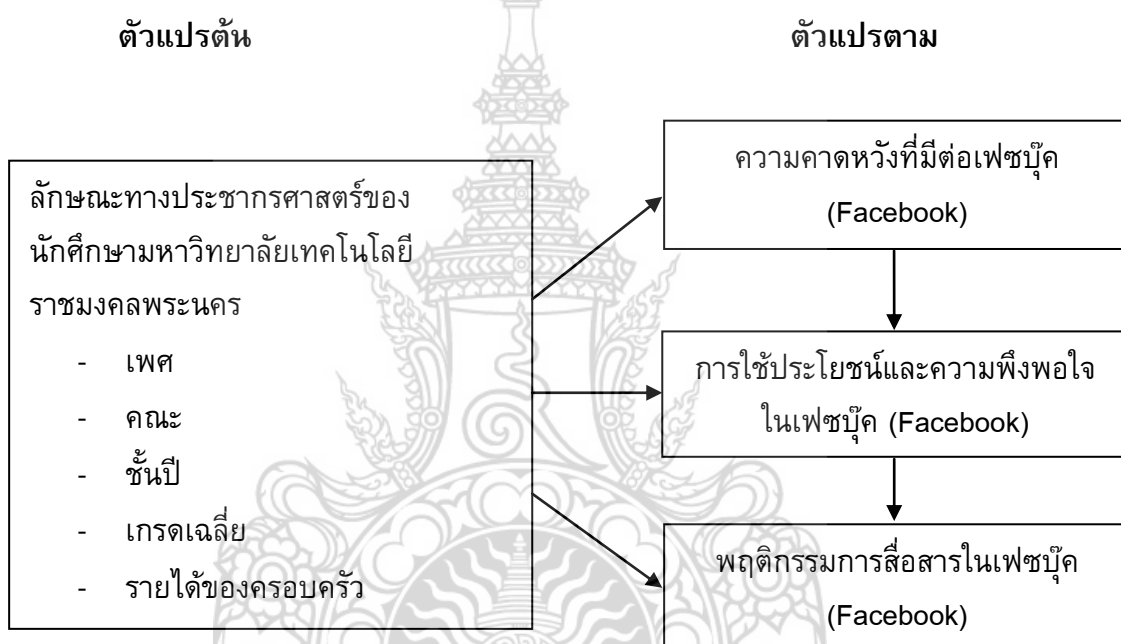 ตัวแปรต้น
ตัวแปรตาม
ลักษณะทางประชากรศาสตร์ของ
นักศึกษามหาวิทยาลัยเทคโนโลยี
ราชมงคลพระนคร
- เพศ
- คณะ
- ชั้นปี
- เกรดเฉลี่ย
- รายได้ของครอบครัว
ความคาดหวังที่มีต่อเฟซบุ๊ค
(Facebook)
การใช้ประโยชน์และความพึงพอใจ
ในเฟซบุ๊ค (Facebook)
พฤติกรรมการสื่อสารในเฟซบุ๊ค
(Facebook)